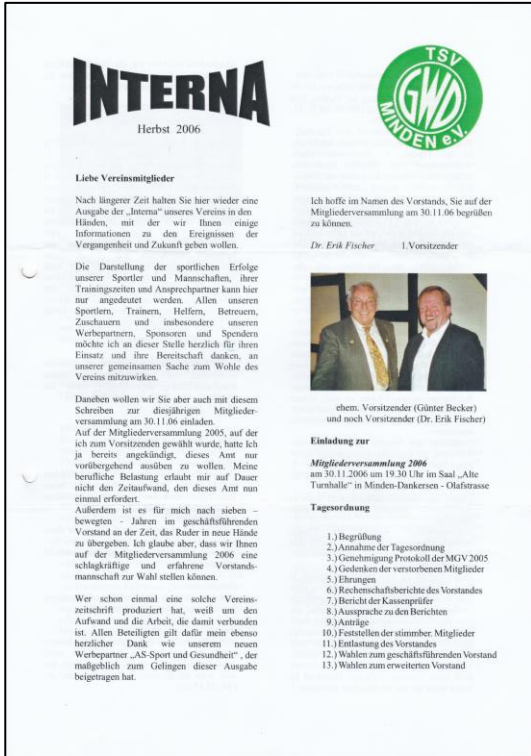 INTERNA
Herbst 2006
TSV
GWD
MINDEN e.V.
Liebe Vereinsmitglieder
Nach längerer Zeit halten Sie hier wieder eine
Ausgabe der „Interna" unseres Vereins in den
Händen, mit der wir Ihnen einige
Informationen zu den Ereignissen der
Vergangenheit und Zukunft geben wollen.
Die Darstellung der sportlichen Erfolge
unserer Sportler und Mannschaften, ihrer
Trainingszeiten und Ansprechpartner kann hier
nur angedeutet werden. Allen unseren
Sportlern, Trainern, Helfern, Betreuern,
Zuschauern und insbesondere unseren
Werbepartnern, Sponsoren und Spendern
möchte ich an dieser Stelle herzlich für ihren
Einsatz und ihre Bereitschaft danken, an
unserer gemeinsamen Sache zum Wohle des
Vereins mitzuwirken.
Daneben wollen wir Sie aber auch mit diesem
Schreiben zur diesjährigen Mitglieder-
versammlung am 30.11.06 einladen.
Auf der Mitgliederversammlung 2005, auf der
ich zum Vorsitzenden gewählt wurde, hatte Ich
ja bereits angekündigt, dieses Amt nur
vorübergehend ausüben zu wollen. Meine
berufliche Belastung erlaubt mir auf Dauer
nicht den Zeitaufwand, den dieses Amt nun
einmal erfordert.
Außerdem ist es für mich nach sieben –
bewegten - Jahren im geschäftsführenden
Vorstand an der Zeit, das Ruder in neue Hände
zu übergeben. Ich glaube aber, dass wir Ihnen
auf der Mitgliederversammlung 2006 eine
schlagkräftige und erfahrene Vorstands-
mannschaft zur Wahl stellen können.
Wer schon einmal eine solche Vereins-
zeitschrift produziert hat, weiß um den
Aufwand und die Arbeit, die damit verbunden
ist. Allen Beteiligten gilt dafür mein ebenso
herzlicher Dank wie unserem neuen
Werbepartner „AS-Sport und Gesundheit" , der
maßgeblich zum Gelingen dieser Ausgabe
beigetragen hat.
Ich hoffe im Namen des Vorstands, Sie auf der
Mitgliederversammlung am 30.11.06 begrüßen
zu können.
Dr. Erik Fischer 1.Vorsitzender
ehem. Vorsitzender (Günter Becker)
und noch Vorsitzender (Dr. Erik Fischer)
Einladung zur
Mitgliederversammlung 2006
am 30.11.2006 um 19.30 Uhr im Saal „Alte
Turnhalle" in Minden-Dankersen - Olafstrasse
Tagesordnung
1.) Begrüßung
2.) Annahme der Tagesordnung
3.) Genehmigung Protokoll der MGV 2005
4.) Gedenken der verstorbenen Mitglieder
5.) Ehrungen
6.) Rechenschaftsberichte des Vorstandes
7.) Bericht der Kassenprüfer
8.) Aussprache zu den Berichten
9.) Anträge
10.) Feststellen der stimmber. Mitglieder
11.) Entlastung des Vorstandes
12.) Wahlen zum geschäftsführenden Vorstand
13.) Wahlen zum erweiterten Vorstand